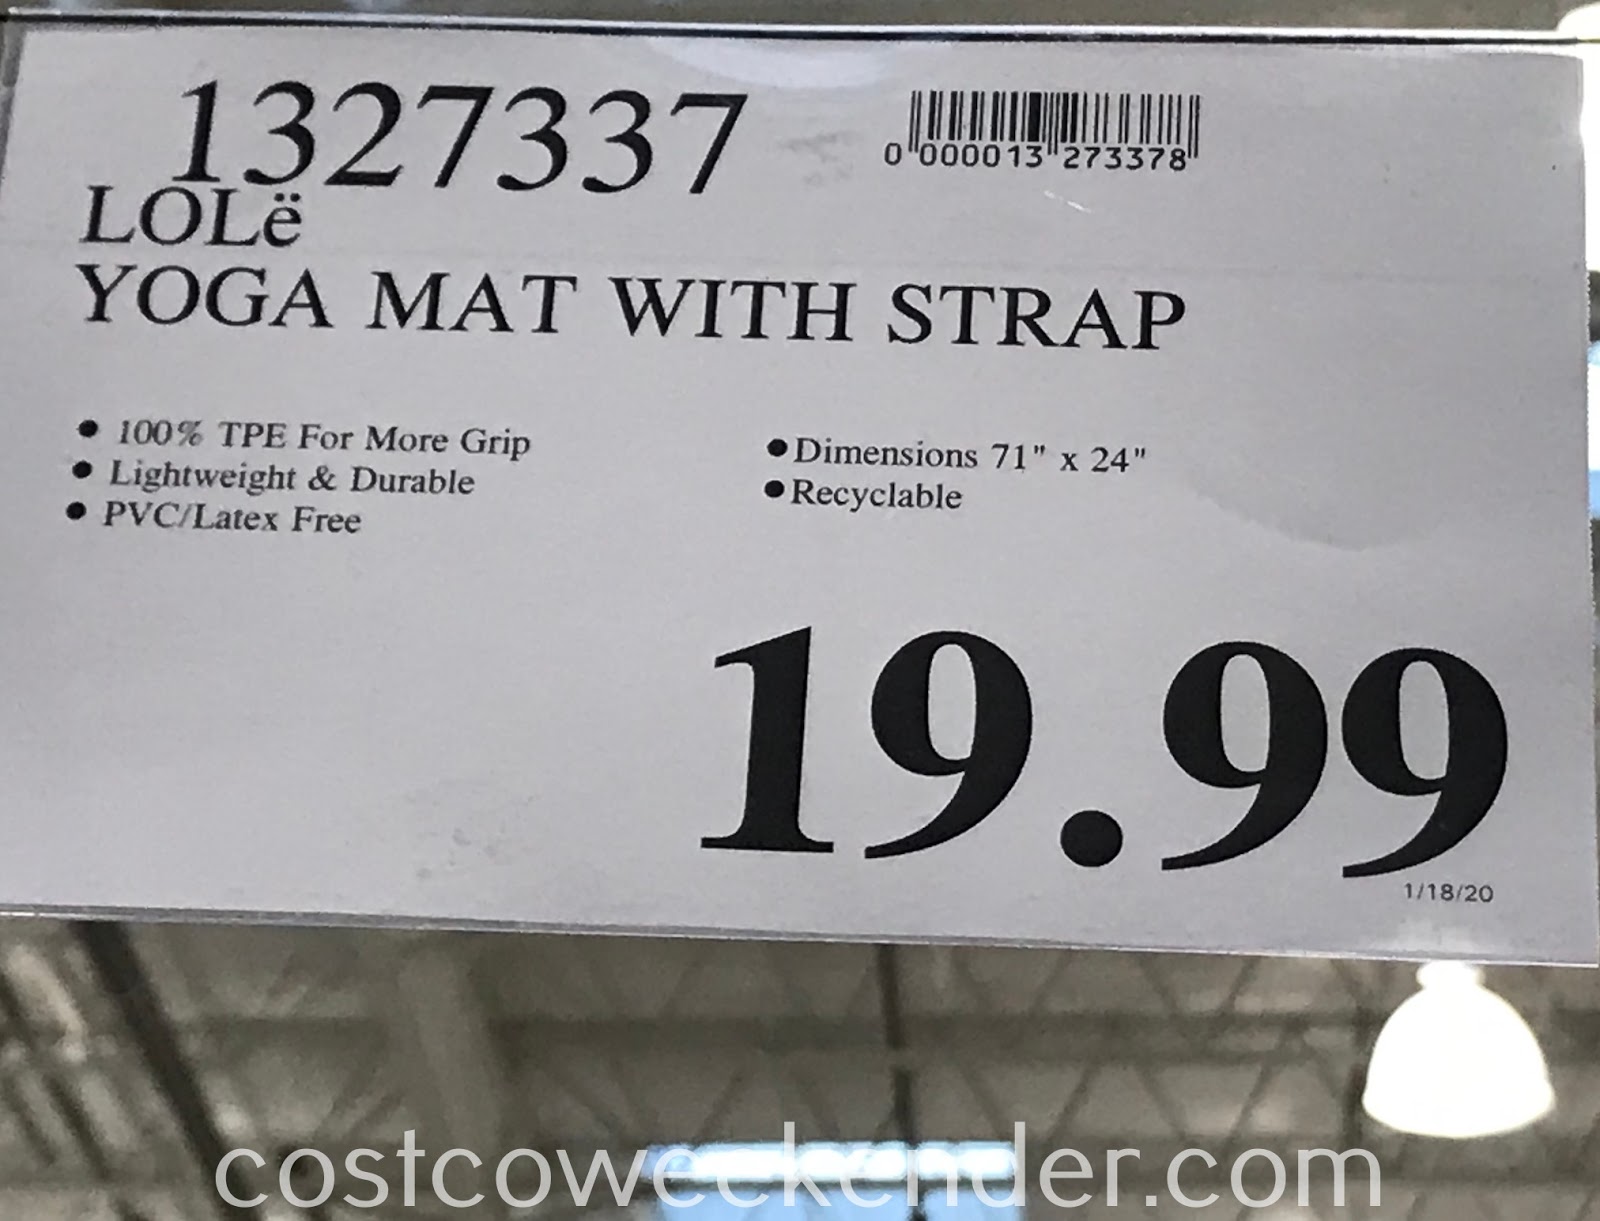 1327337
0 000013 273378
LOLë
YOGA MAT WITH STRAP
● 100% TPE For More Grip
● Lightweight & Durable
● PVC/Latex Free
● Dimensions 71" x 24"
● Recyclable
19.99
1/18/20
costcoweekender.com